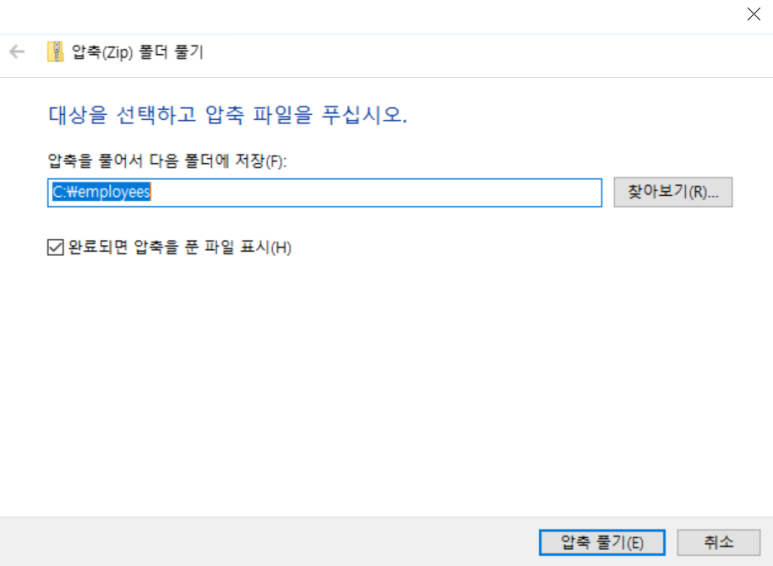 압축(Zip) 폴더 풀기
대상을 선택하고 압축 파일을 푸십시오.
압축을 풀어서 다음 폴더에 저장(F):
C:₩employees
찾아보기(R)...
완료되면 압축을 푼 파일 표시(H)
압축 풀기(E)
취소